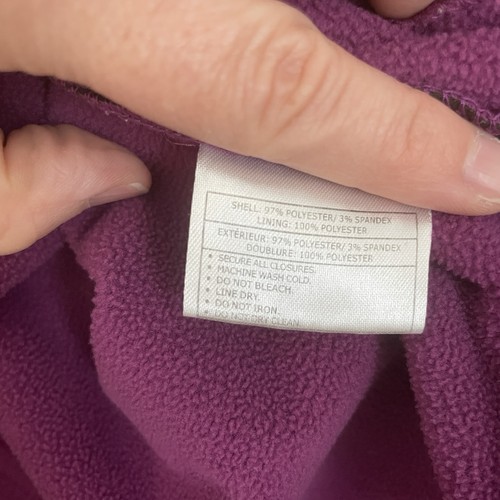 SHELL: 97% POLYESTER/ 3% SPANDEX
LINING: 100% POLYESTER
EXTÉRIEUR: 97% POLYESTER/ 3% SPANDEX
DOUBLURE: 100% POLYESTER
• SECURE ALL CLOSURES.
• MACHINE WASH COLD.
• DO NOT BLEACH.
• LINE DRY.
• DO NOT IRON.
• DO NOT DRY CLEAN